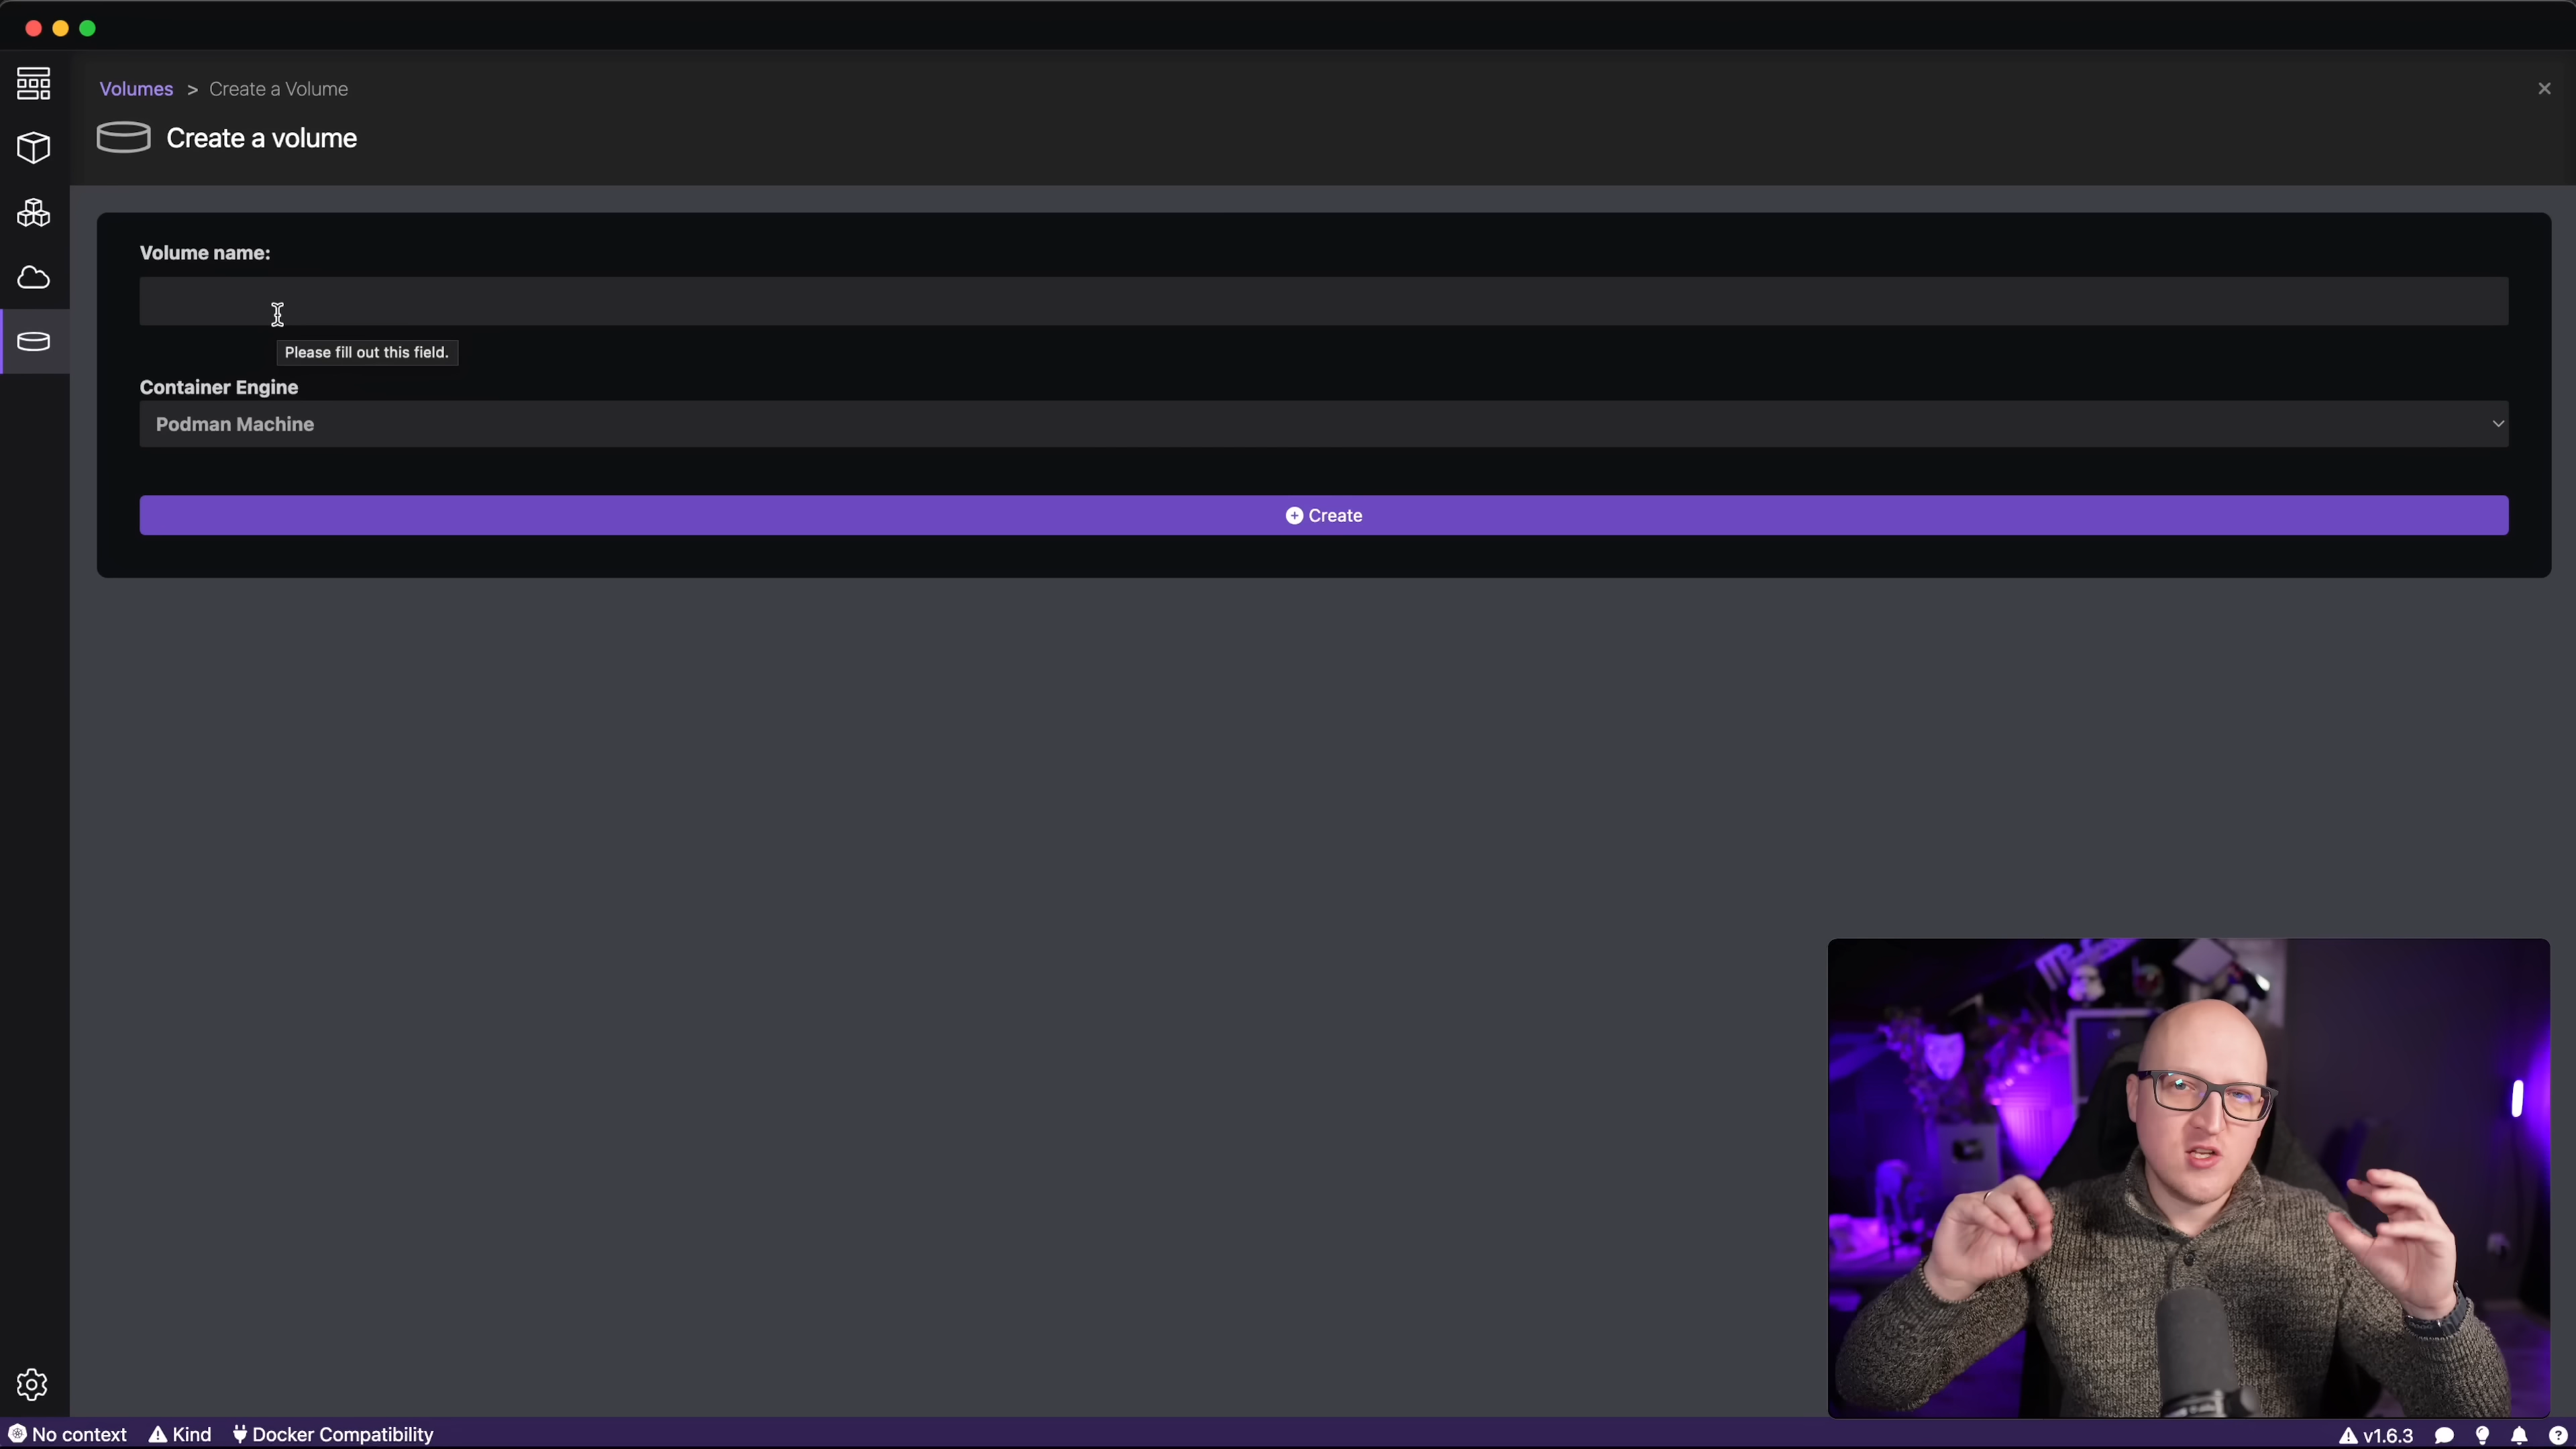 Volumes > Create a Volume
Create a volume
Volume name:
Please fill out this field.
Container Engine
Podman Machine
Create
No context Kind Docker Compatibility v1.6.3